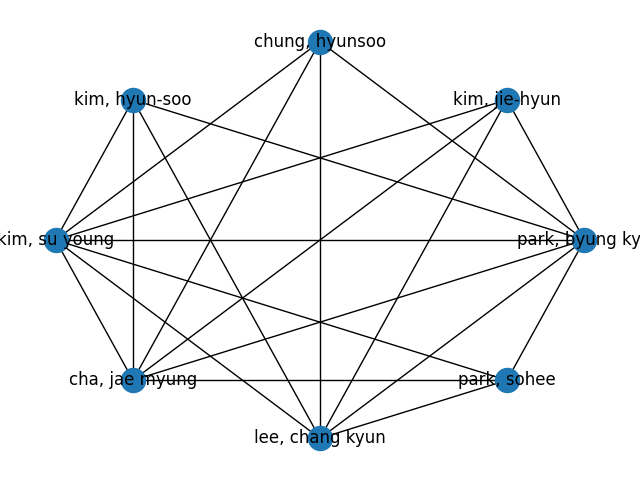 chung, hyunsoo
kim, hyun-soo
kim, jie-hyun
kim, su young
park, byung ky
cha, jae myung
park, sohee
lee, chang kyun